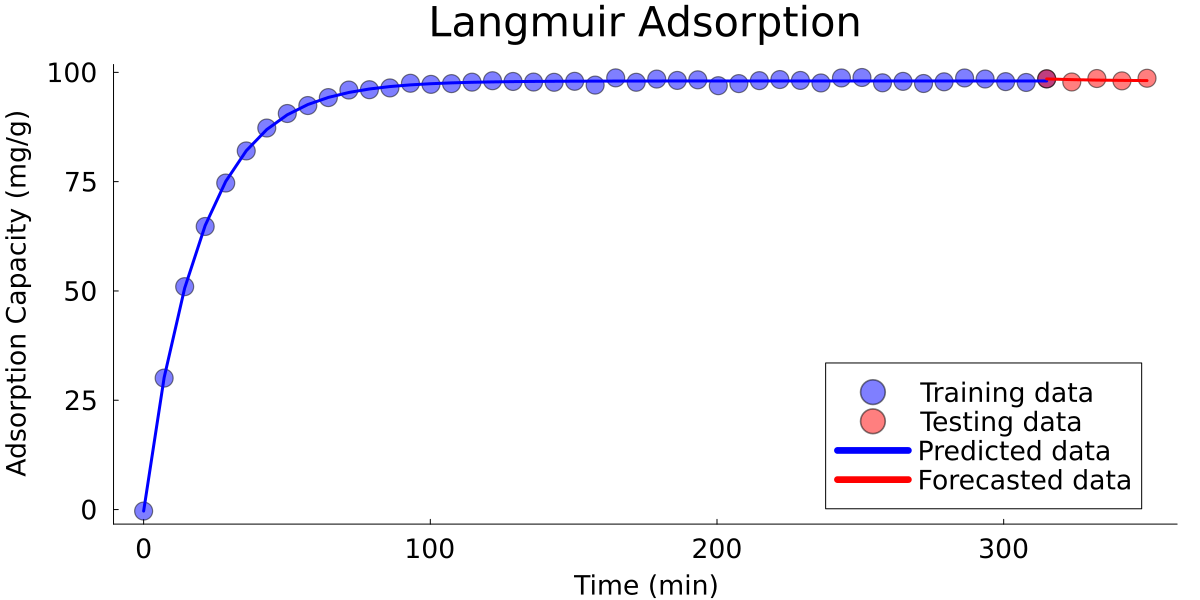 Langmuir Adsorption
Adsorption Capacity (mg/g)
100
75
50
25
0
0 100 200 300
Time (min)
Training data
Testing data
Predicted data
Forecasted data